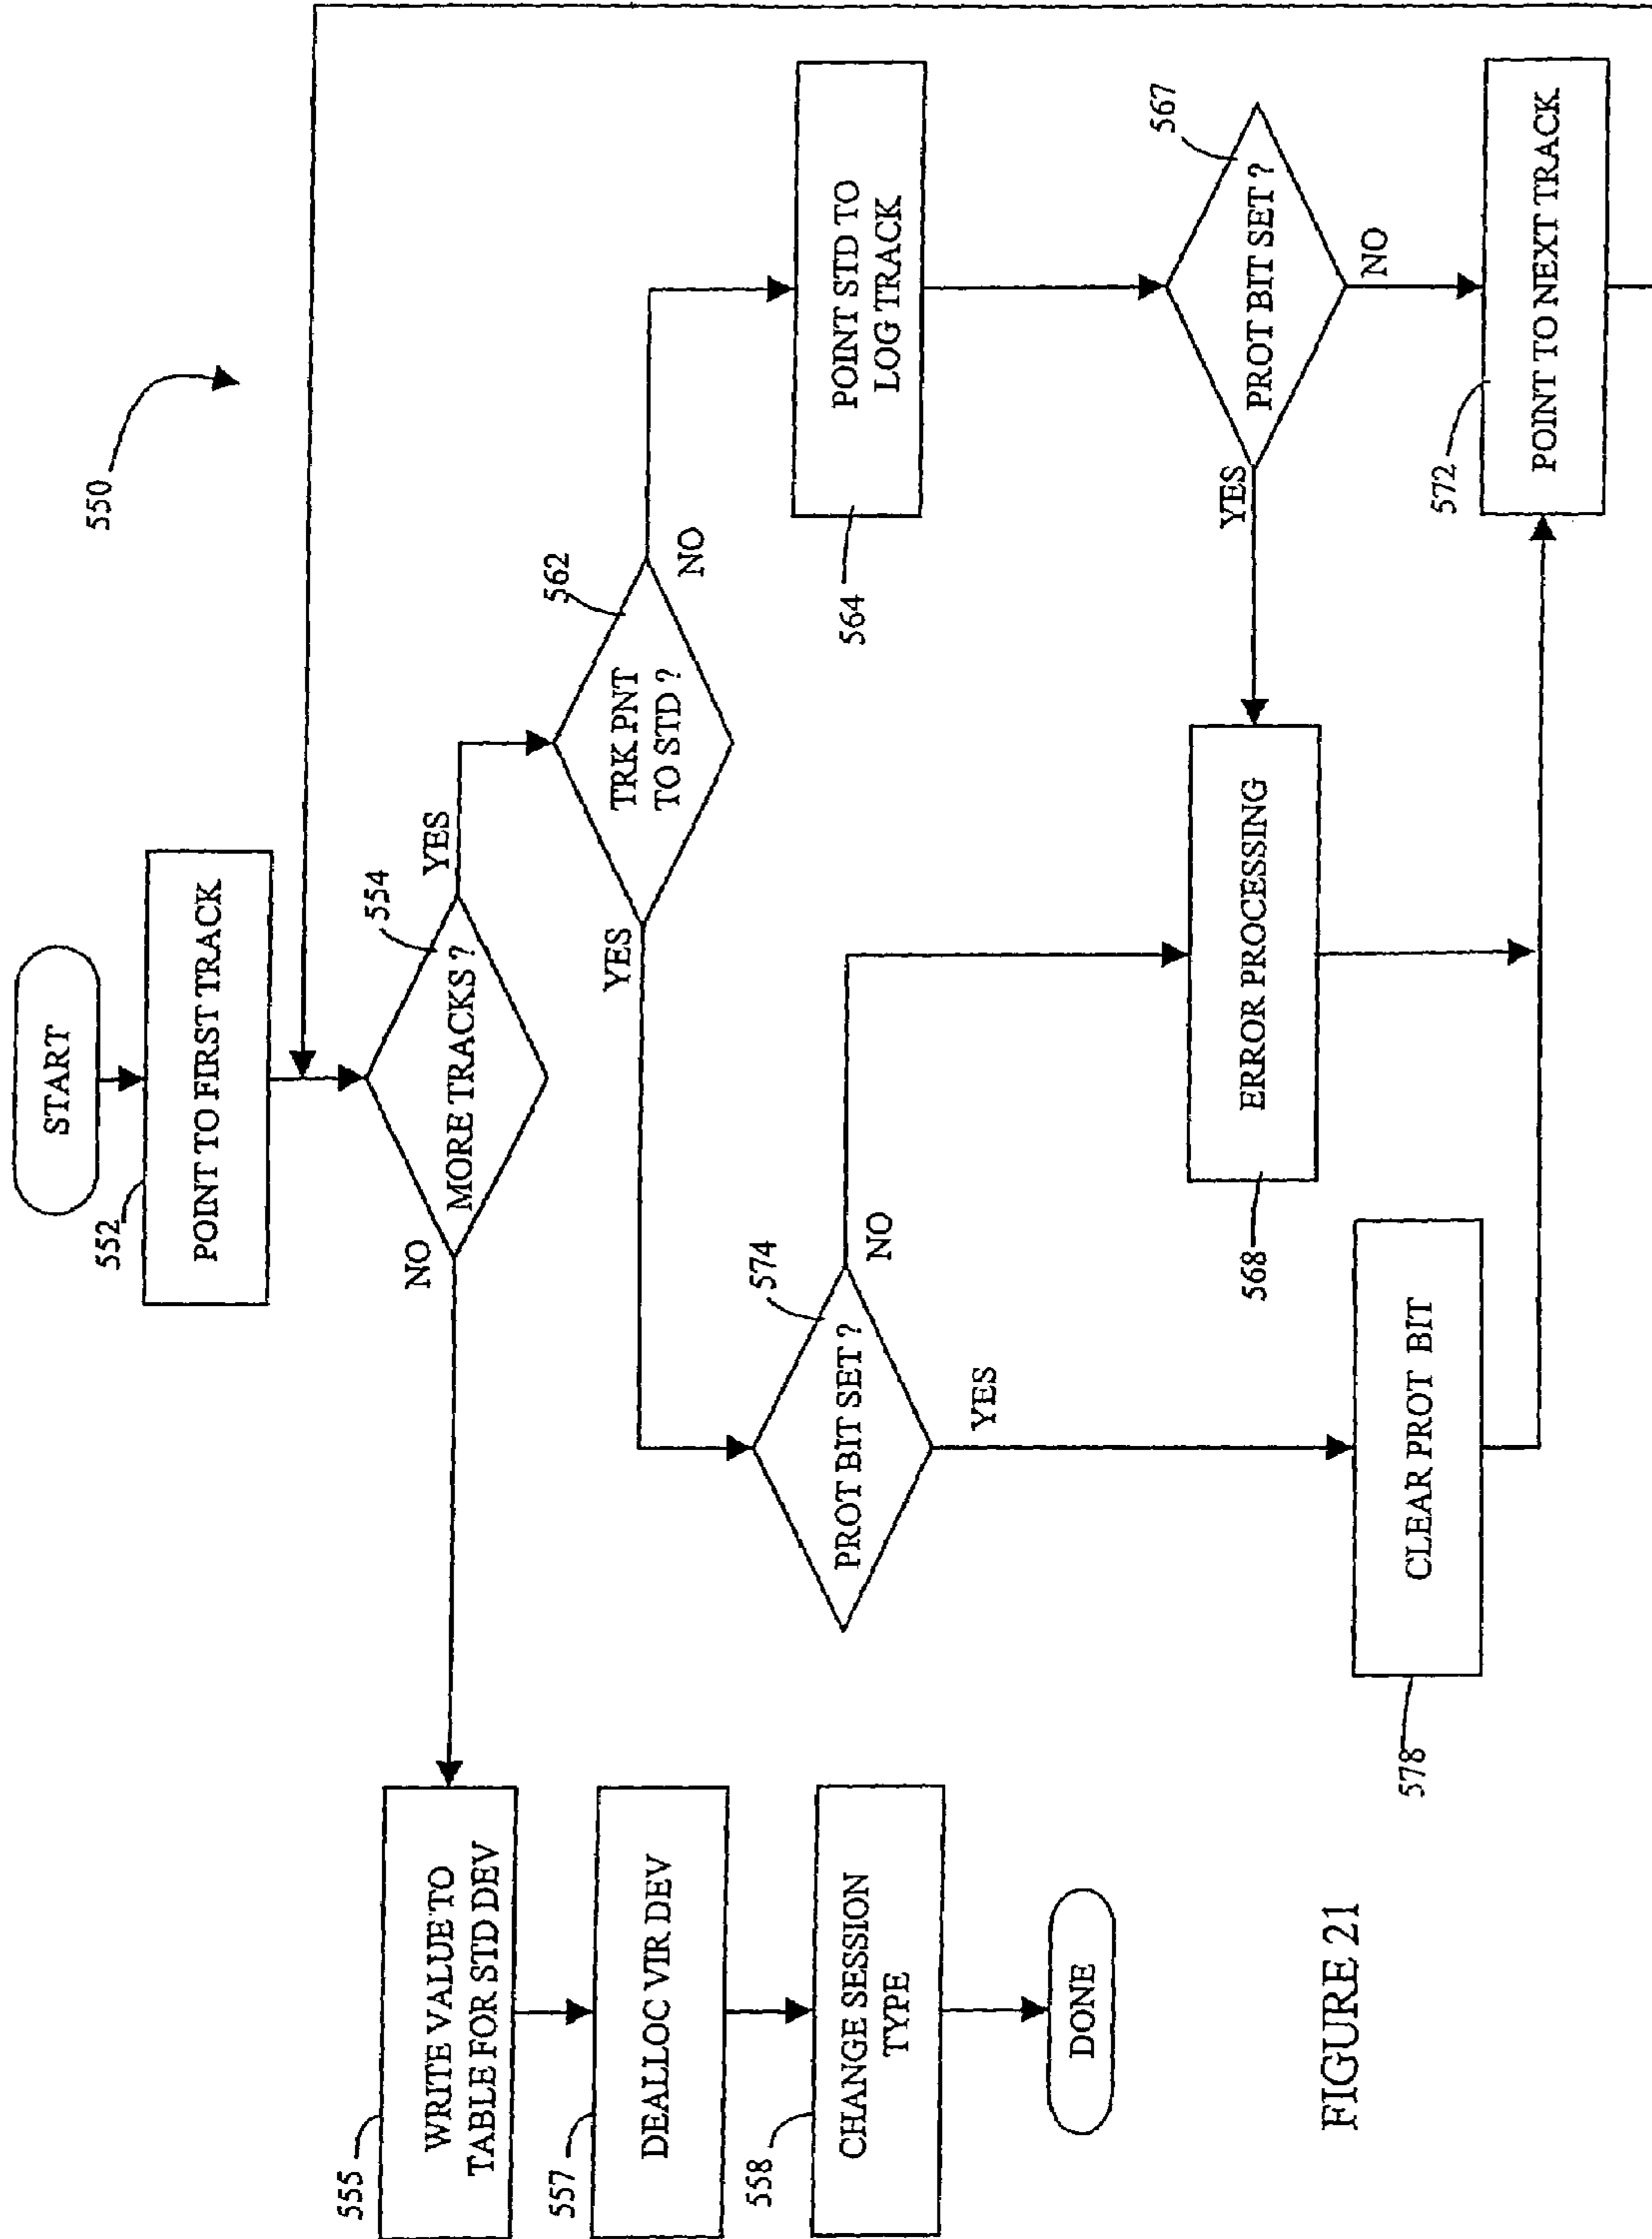 550
START
552
POINT TO FIRST TRACK
554
MORE TRACKS ?
NO
YES
555
WRITE VALUE TO
TABLE FOR STD DEV
557
DEALLOC VIR DEV
558
CHANGE SESSION
TYPE
DONE
562
TRK PNT
TO STD ?
YES
NO
574
PROT BIT SET ?
NO
YES
564
POINT STD TO
LOG TRACK
567
PROT BIT SET ?
YES
NO
568
ERROR PROCESSING
578
CLEAR PROT BIT
572
POINT TO NEXT TRACK
FIGURE 21